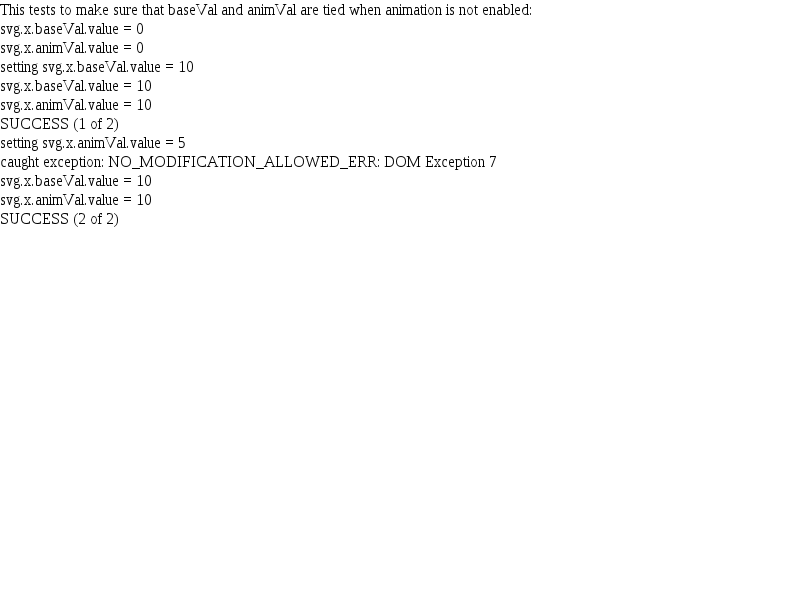 This tests to make sure that baseVal and animVal are tied when animation is not enabled:
svg.x.baseVal.value = 0
svg.x.animVal.value = 0
setting svg.x.baseVal.value = 10
svg.x.baseVal.value = 10
svg.x.animVal.value = 10
SUCCESS (1 of 2)
setting svg.x.animVal.value = 5
caught exception: NO_MODIFICATION_ALLOWED_ERR: DOM Exception 7
svg.x.baseVal.value = 10
svg.x.animVal.value = 10
SUCCESS (2 of 2)